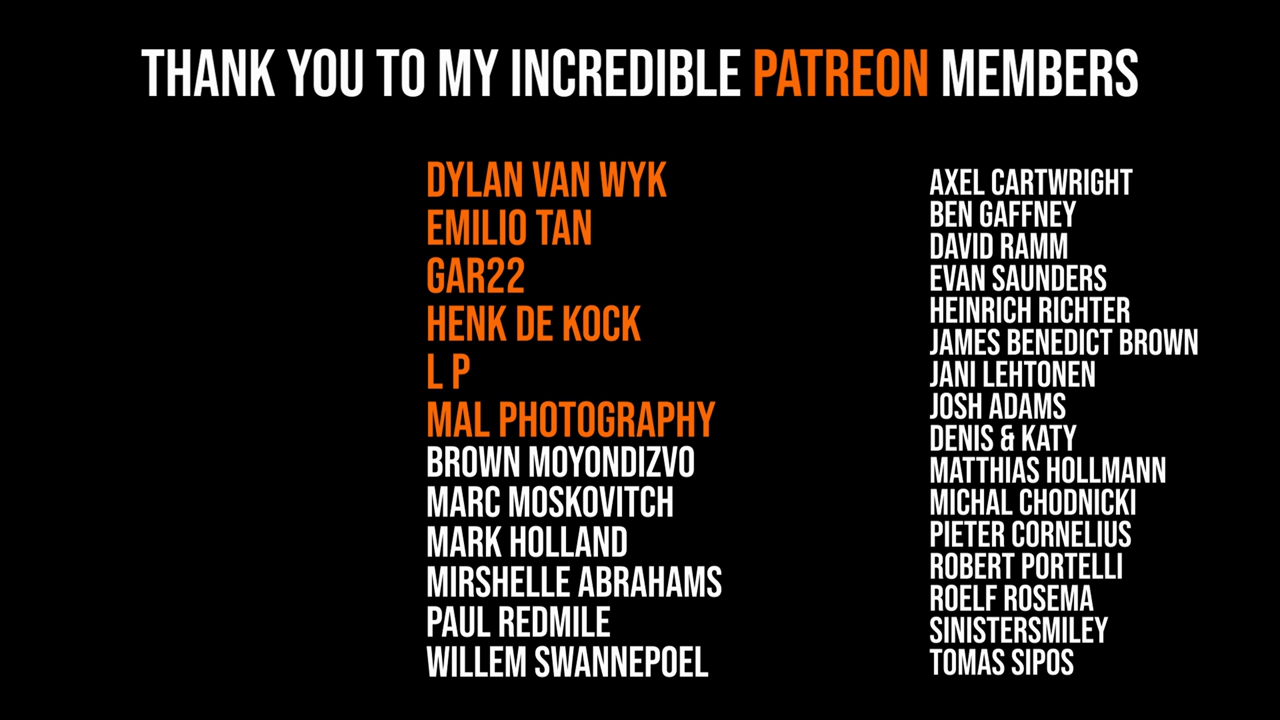 THANK YOU TO MY INCREDIBLE PATREON MEMBERS
DYLAN VAN WYK
EMILIO TAN
GAR22
HENK DE KOCK
L P
MAL PHOTOGRAPHY
BROWN MOYONDIZVO
MARC MOSKOVITCH
MARK HOLLAND
MIRSHELLE ABRAHAMS
PAUL REDMILE
WILLEM SWANNEPOEL
AXEL CARTWRIGHT
BEN GAFFNEY
DAVID RAMM
EVAN SAUNDERS
HEINRICH RICHTER
JAMES BENEDICT BROWN
JANI LEHTONEN
JOSH ADAMS
DENIS & KATY
MATTHIAS HOLLMANN
MICHAL CHODNICKI
PIETER CORNELIUS
ROBERT PORTELLI
ROELF ROSEMA
SINISTERSMILEY
TOMAS SIPOS